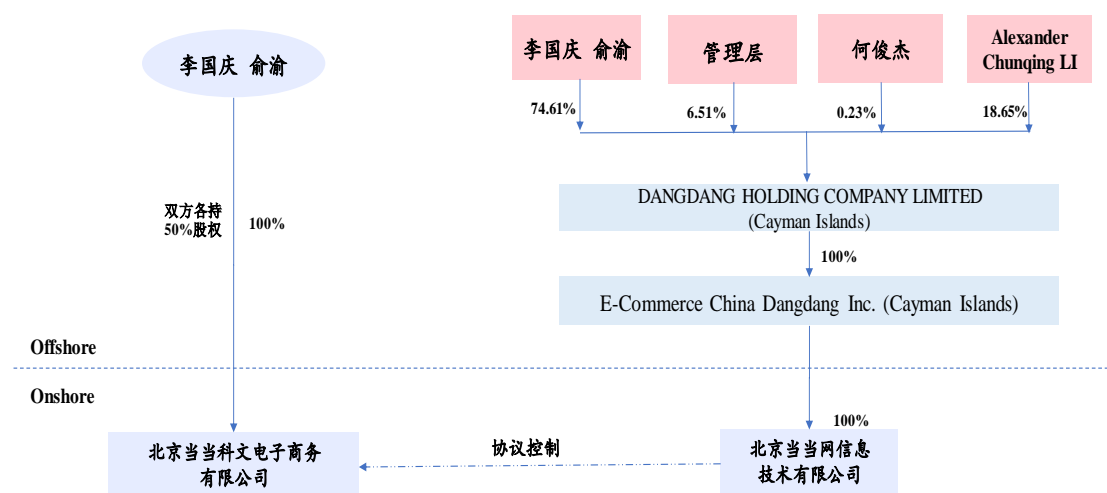 李国庆 俞渝
李国庆 俞渝
管理层
何俊杰
Alexander
Chunqing LI
74.61%
6.51%
0.23%
18.65%
DANGDANG HOLDING COMPANY LIMITED
(Cayman Islands)
双方各持
50%股权
100%
100%
E-Commerce China Dangdang Inc. (Cayman Islands)
Offshore
Onshore
100%
北京当当科文电子商务
有限公司
协议控制
北京当当网信息
技术有限公司